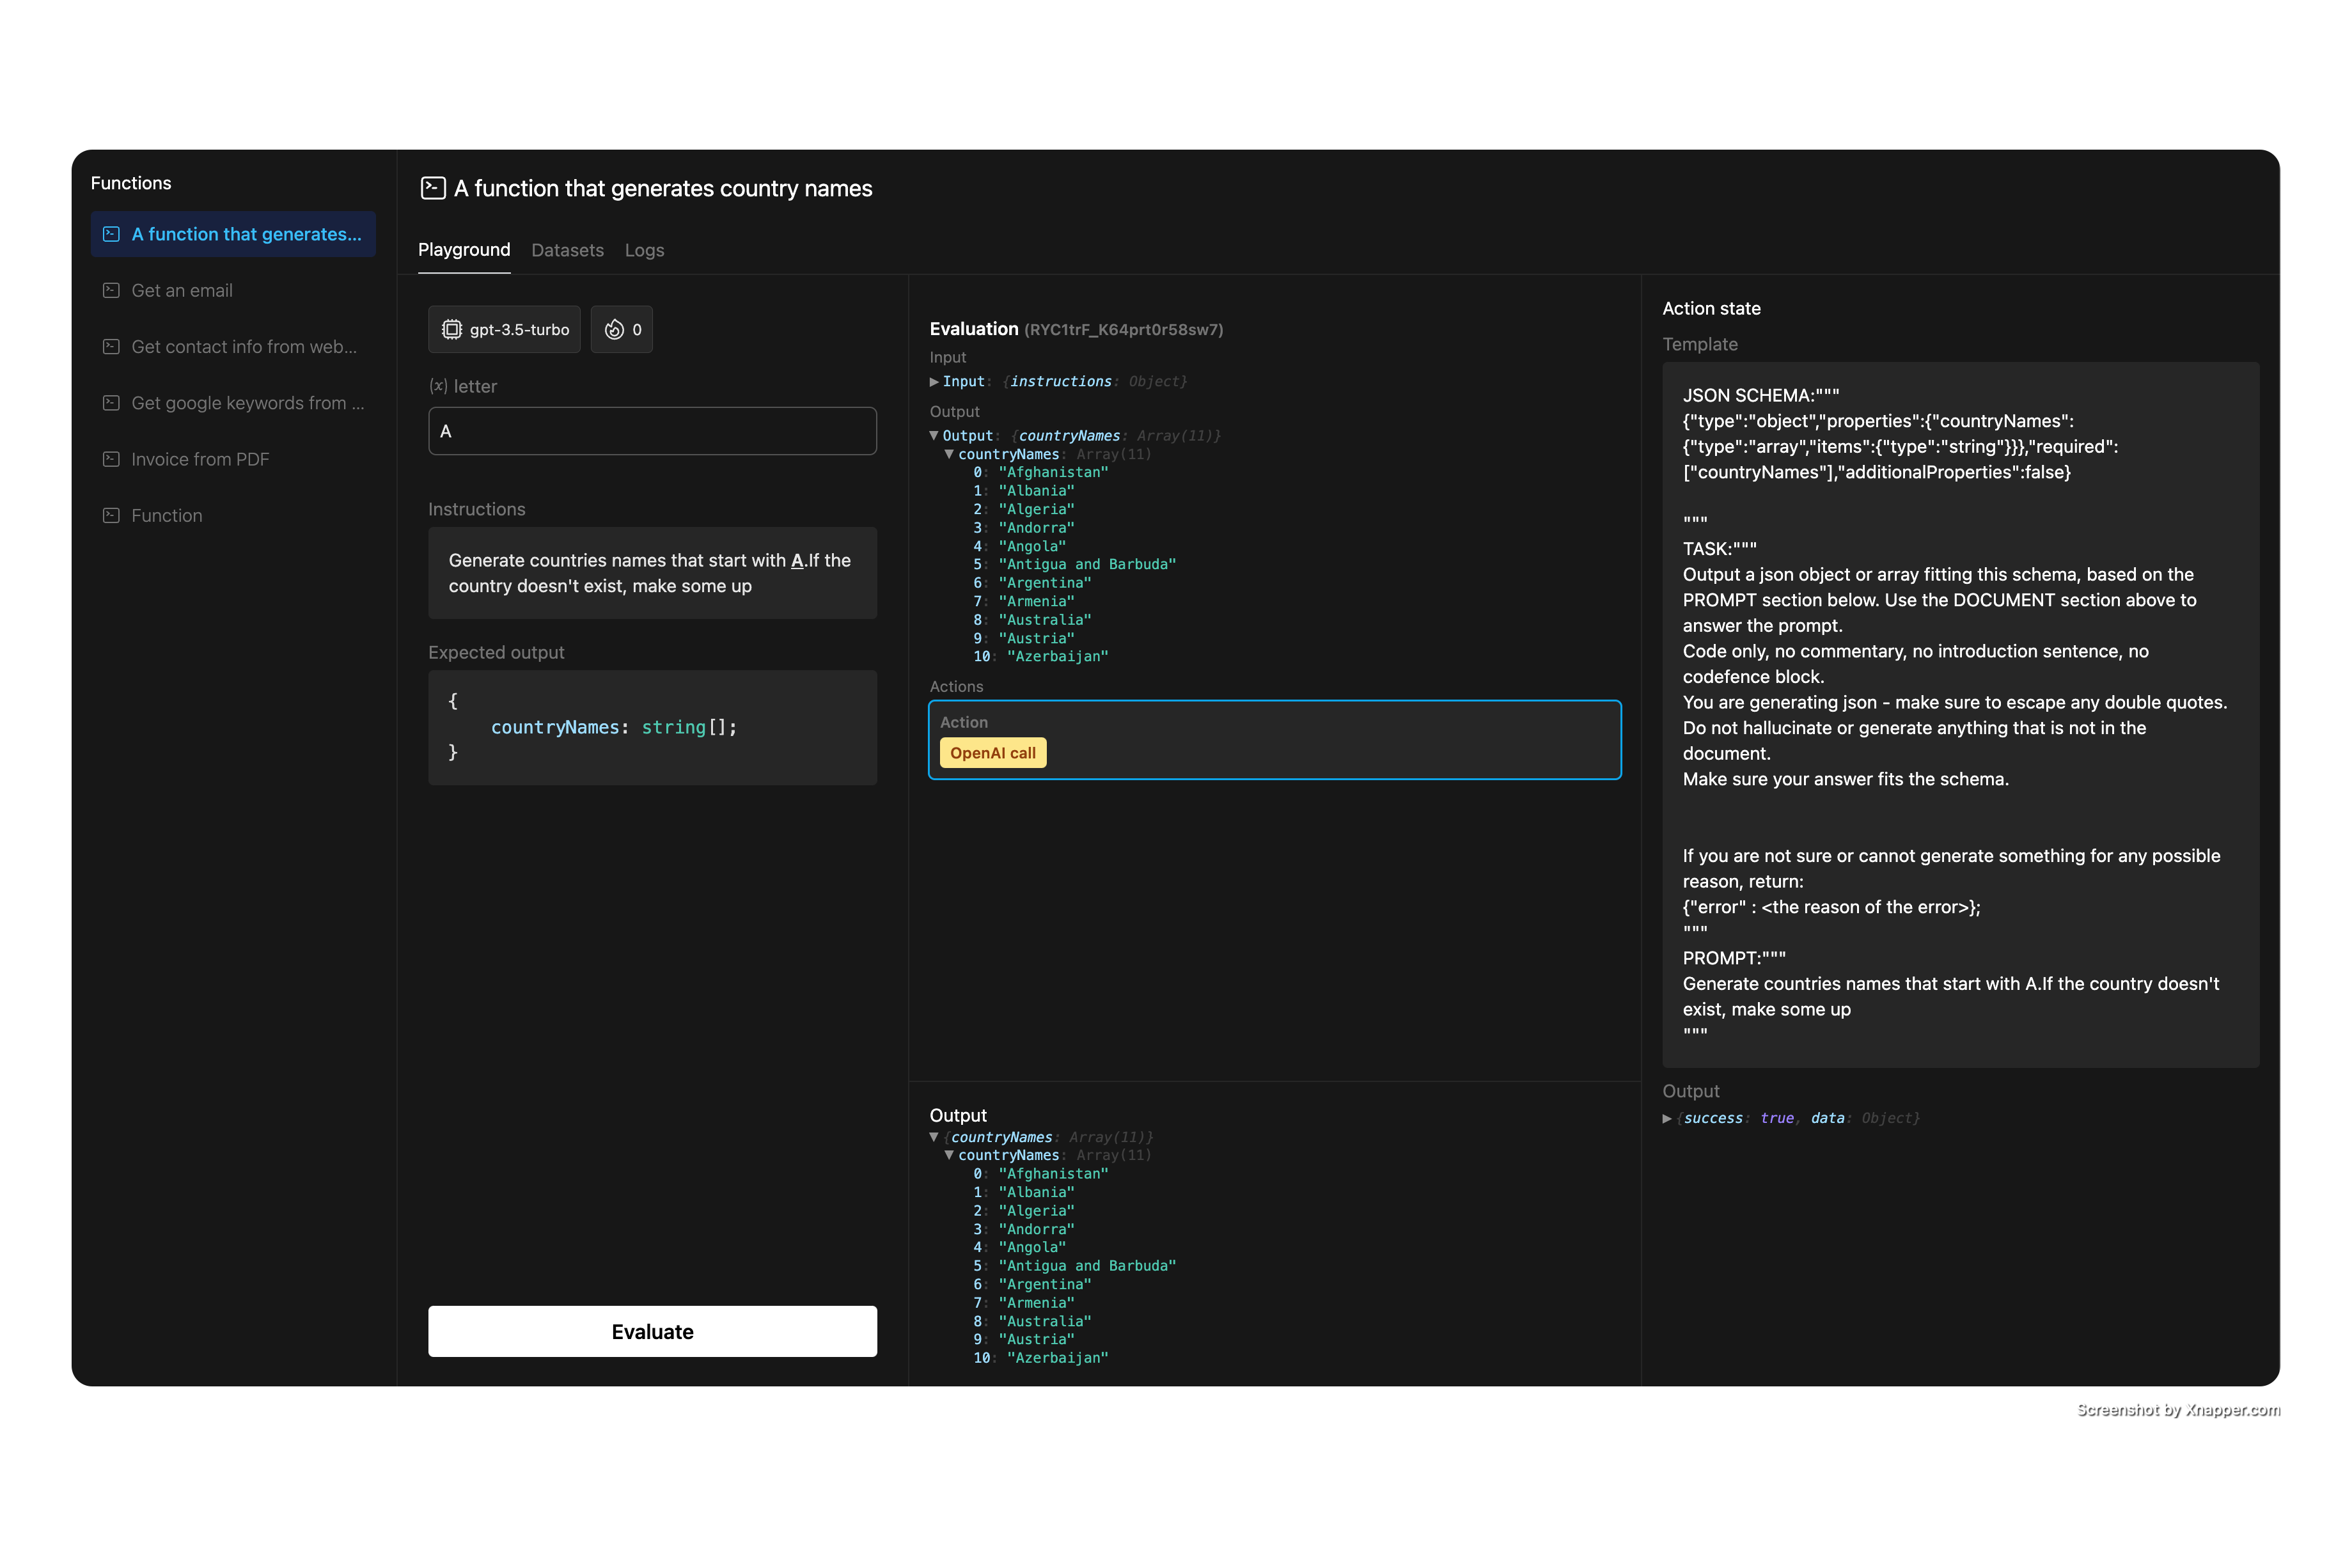 Functions
A function that generates...
Get an email
Get contact info from web...
Get google keywords from ...
Invoice from PDF
Function
A function that generates country names
Playground Datasets Logs
gpt-3.5-turbo 0
(x) letter
A
Instructions
Generate countries names that start with A.If the
country doesn't exist, make some up
Expected output
{
countryNames: string[];
}
Evaluate
Evaluation (RYC1trF_K64prt0r58sw7)
Input
Input: {instructions: Object}
Output
Output: {countryNames: Array(11)}
countryNames: Array(11)
0: "Afghanistan"
1: "Albania"
2: "Algeria"
3: "Andorra"
4: "Angola"
5: "Antigua and Barbuda"
6: "Argentina"
7: "Armenia"
8: "Australia"
9: "Austria"
10: "Azerbaijan"
Actions
Action
OpenAI call
Output
{countryNames: Array(11)}
countryNames: Array(11)
0: "Afghanistan"
1: "Albania"
2: "Algeria"
3: "Andorra"
4: "Angola"
5: "Antigua and Barbuda"
6: "Argentina"
7: "Armenia"
8: "Australia"
9: "Austria"
10: "Azerbaijan"
Action state
Template
JSON SCHEMA:"""
{"type":"object","properties":{"countryNames":
{"type":"array","items":{"type":"string"}}},"required":
["countryNames"],"additionalProperties":false}
"""
TASK:"""
Output a json object or array fitting this schema, based on the
PROMPT section below. Use the DOCUMENT section above to
answer the prompt.
Code only, no commentary, no introduction sentence, no
codefence block.
You are generating json - make sure to escape any double quotes.
Do not hallucinate or generate anything that is not in the
document.
Make sure your answer fits the schema.
If you are not sure or cannot generate something for any possible
reason, return:
{"error" : <the reason of the error>};
"""
PROMPT:"""
Generate countries names that start with A.If the country doesn't
exist, make some up
"""
Output
{success: true, data: Object}
Screenshot by Xnapper.com